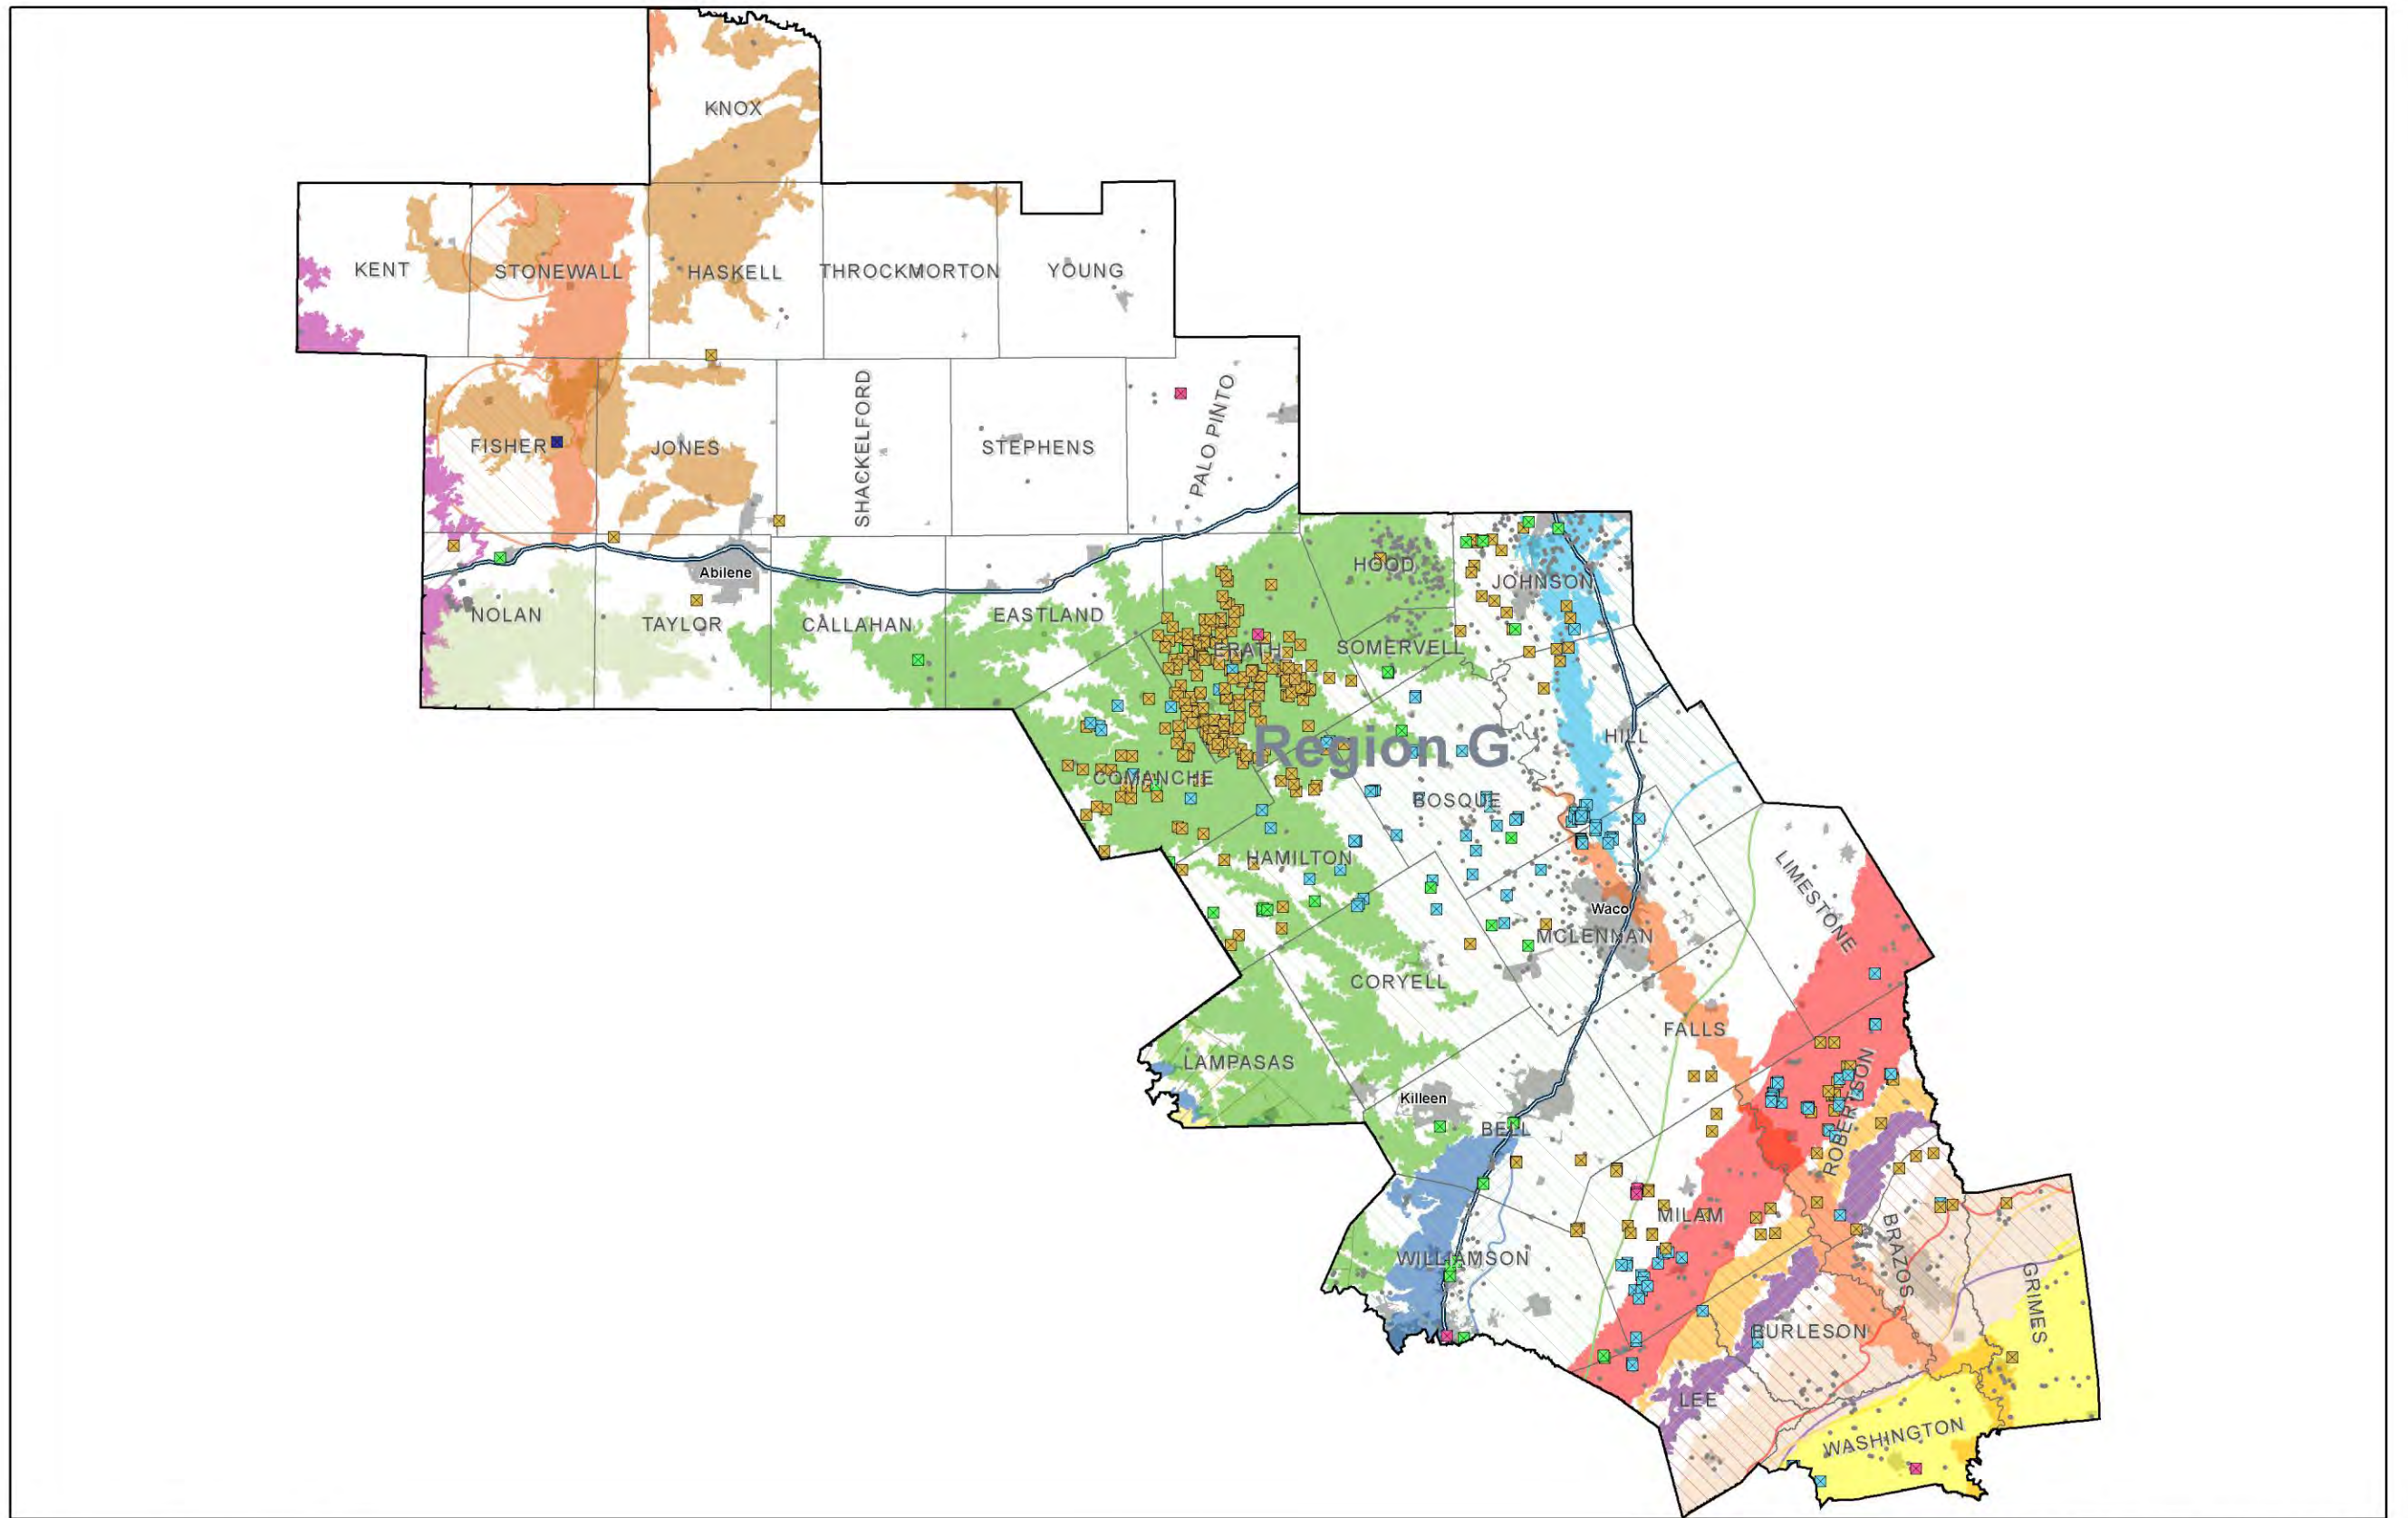 KNOX
KENT
STONEWALL
HASKELL
THROCKMORTON
YOUNG
FISHER
JONES
SHACKELFORD
STEPHENS
PALO PINTO
Abilene
NOLAN
TAYLOR
CALLAHAN
EASTLAND
HOOD
JOHNSON
ERATH
SOMERVELL
Region G
HILL
COMANCHE
BOSQUE
HAMILTON
LIMESTONE
Waco
MCLENNAN
CORYELL
FALLS
LAMPASAS
Killeen
BELL
ROBERTSON
MILAM
WILLIAMSON
BRAZOS
GRIMES
BURLESON
LEE
WASHINGTON